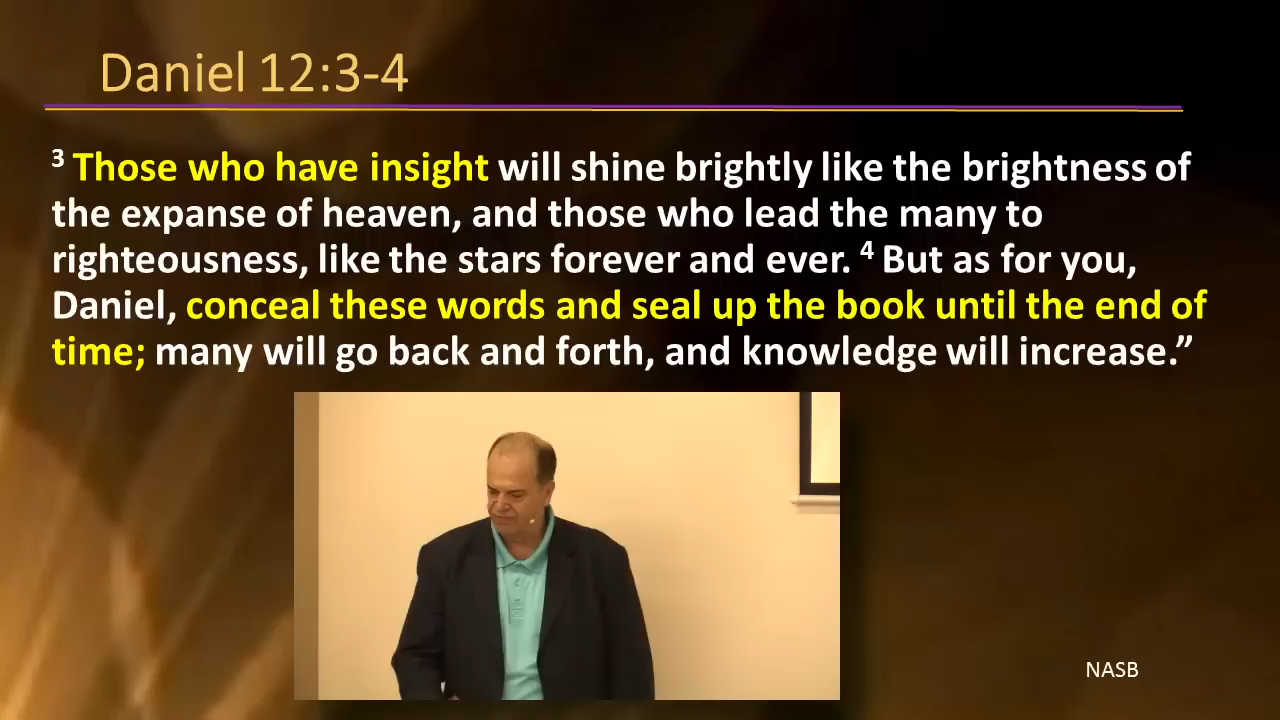 Daniel 12:3-4
3 Those who have insight will shine brightly like the brightness of
the expanse of heaven, and those who lead the many to
righteousness, like the stars forever and ever. 4 But as for you,
Daniel, conceal these words and seal up the book until the end of
time; many will go back and forth, and knowledge will increase.”
NASB